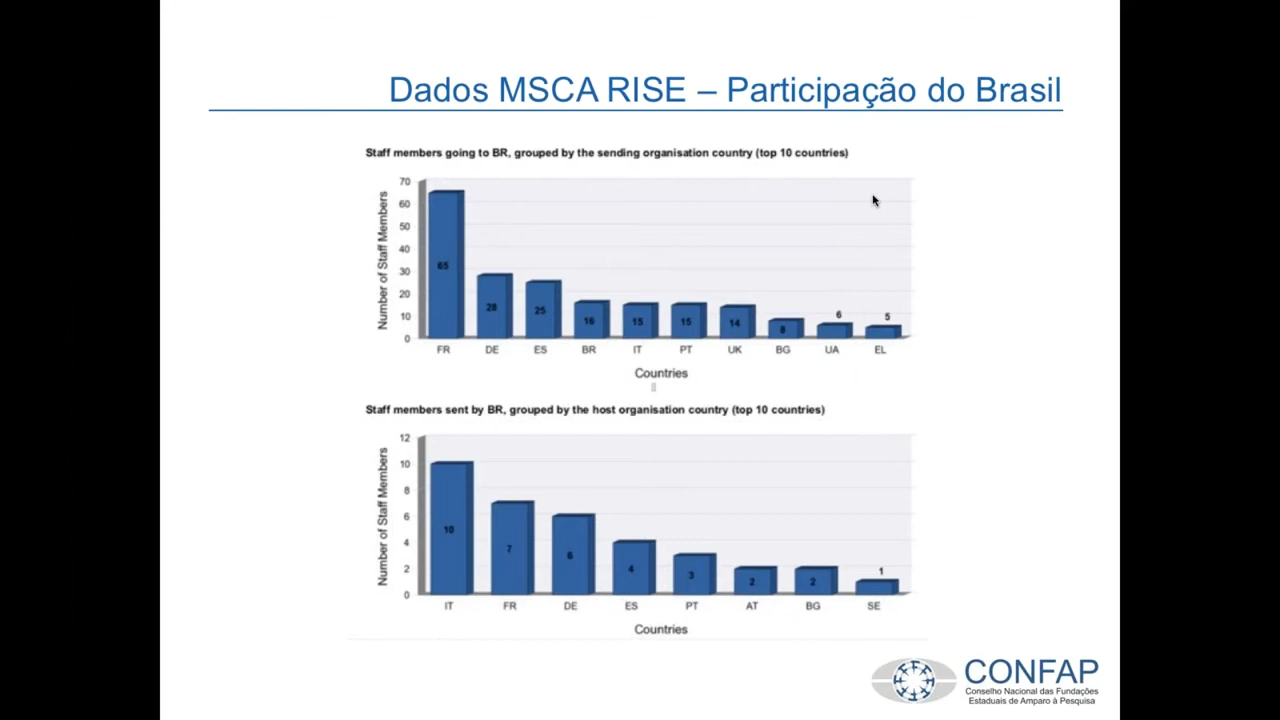 Dados MSCA RISE – Participação do Brasil
Staff members going to BR, grouped by the sending organisation country (top 10 countries)
Number of Staff Members
70
60
50
40
30
20
10
0
65
28
25
16
15
15
14
8
6
5
FR DE ES BR IT PT UK BG UA EL
Countries
Staff members sent by BR, grouped by the host organisation country (top 10 countries)
Number of Staff Members
12
10
8
6
4
2
0
10
7
6
4
3
2
2
1
IT FR DE ES PT AT BG SE
Countries
CONFAP
Conselho Nacional das Fundações
Estaduais de Amparo à Pesquisa